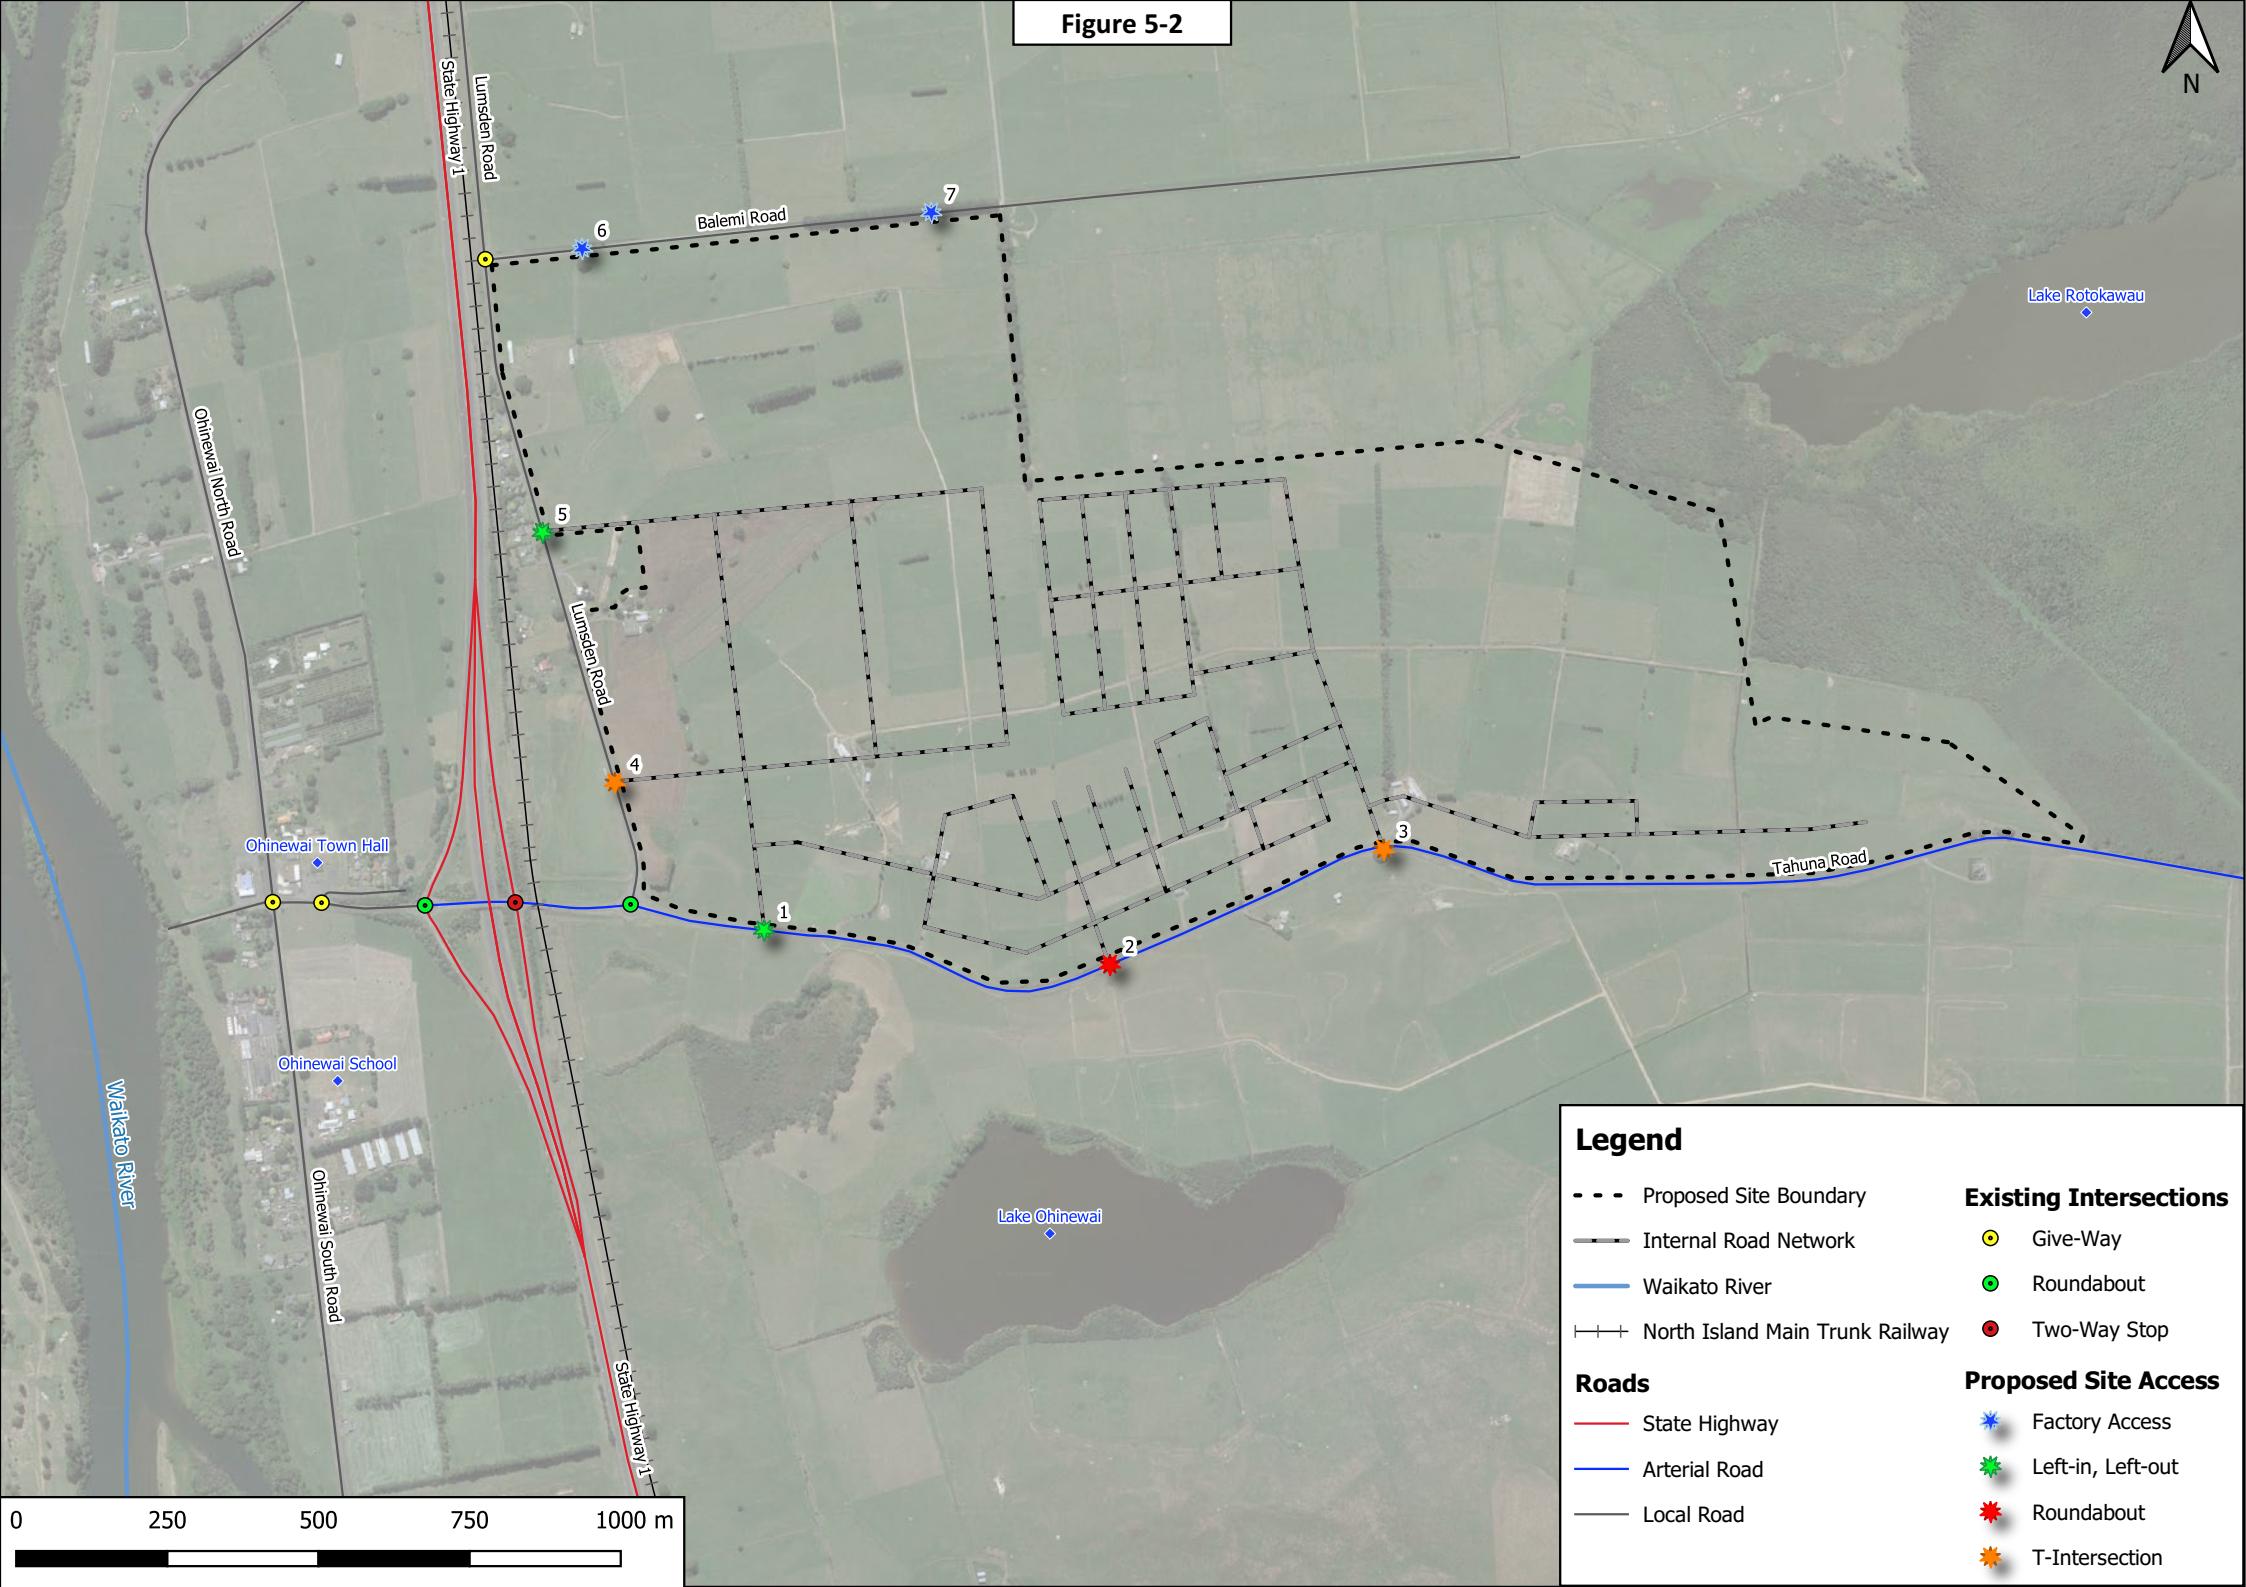 Figure 5-2
N
State Highway 1
Lumsden Road
7
Balemi Road
6
Lake Rotokawau
Ohinewai North Road
5
Lumsden Road
4
Ohinewai Town Hall
3
Tahuna Road
1
2
Ohinewai School
Waikato River
Ohinewai South Road
Lake Ohinewai
State Highway 1
0 250 500 750 1000 m
Legend
Proposed Site Boundary
Internal Road Network
Waikato River
North Island Main Trunk Railway
Roads
State Highway
Arterial Road
Local Road
Existing Intersections
Give-Way
Roundabout
Two-Way Stop
Proposed Site Access
Factory Access
Left-in, Left-out
Roundabout
T-Intersection